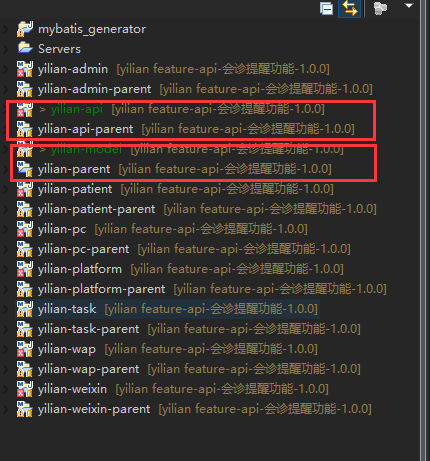 mybatis_generator
Servers
yilian-admin [yilian feature-api-会诊提醒功能-1.0.0]
yilian-admin-parent [yilian feature-api-会诊提醒功能-1.0.0]
> yilian-api [yilian feature-api-会诊提醒功能-1.0.0]
yilian-api-parent [yilian feature-api-会诊提醒功能-1.0.0]
> yilian-model [yilian feature-api-会诊提醒功能-1.0.0]
yilian-parent [yilian feature-api-会诊提醒功能-1.0.0]
yilian-patient [yilian feature-api-会诊提醒功能-1.0.0]
yilian-patient-parent [yilian feature-api-会诊提醒功能-1.0.0]
yilian-pc [yilian feature-api-会诊提醒功能-1.0.0]
yilian-pc-parent [yilian feature-api-会诊提醒功能-1.0.0]
yilian-platform [yilian feature-api-会诊提醒功能-1.0.0]
yilian-platform-parent [yilian feature-api-会诊提醒功能-1.0.0]
yilian-task [yilian feature-api-会诊提醒功能-1.0.0]
yilian-task-parent [yilian feature-api-会诊提醒功能-1.0.0]
yilian-wap [yilian feature-api-会诊提醒功能-1.0.0]
yilian-wap-parent [yilian feature-api-会诊提醒功能-1.0.0]
yilian-weixin [yilian feature-api-会诊提醒功能-1.0.0]
yilian-weixin-parent [yilian feature-api-会诊提醒功能-1.0.0]